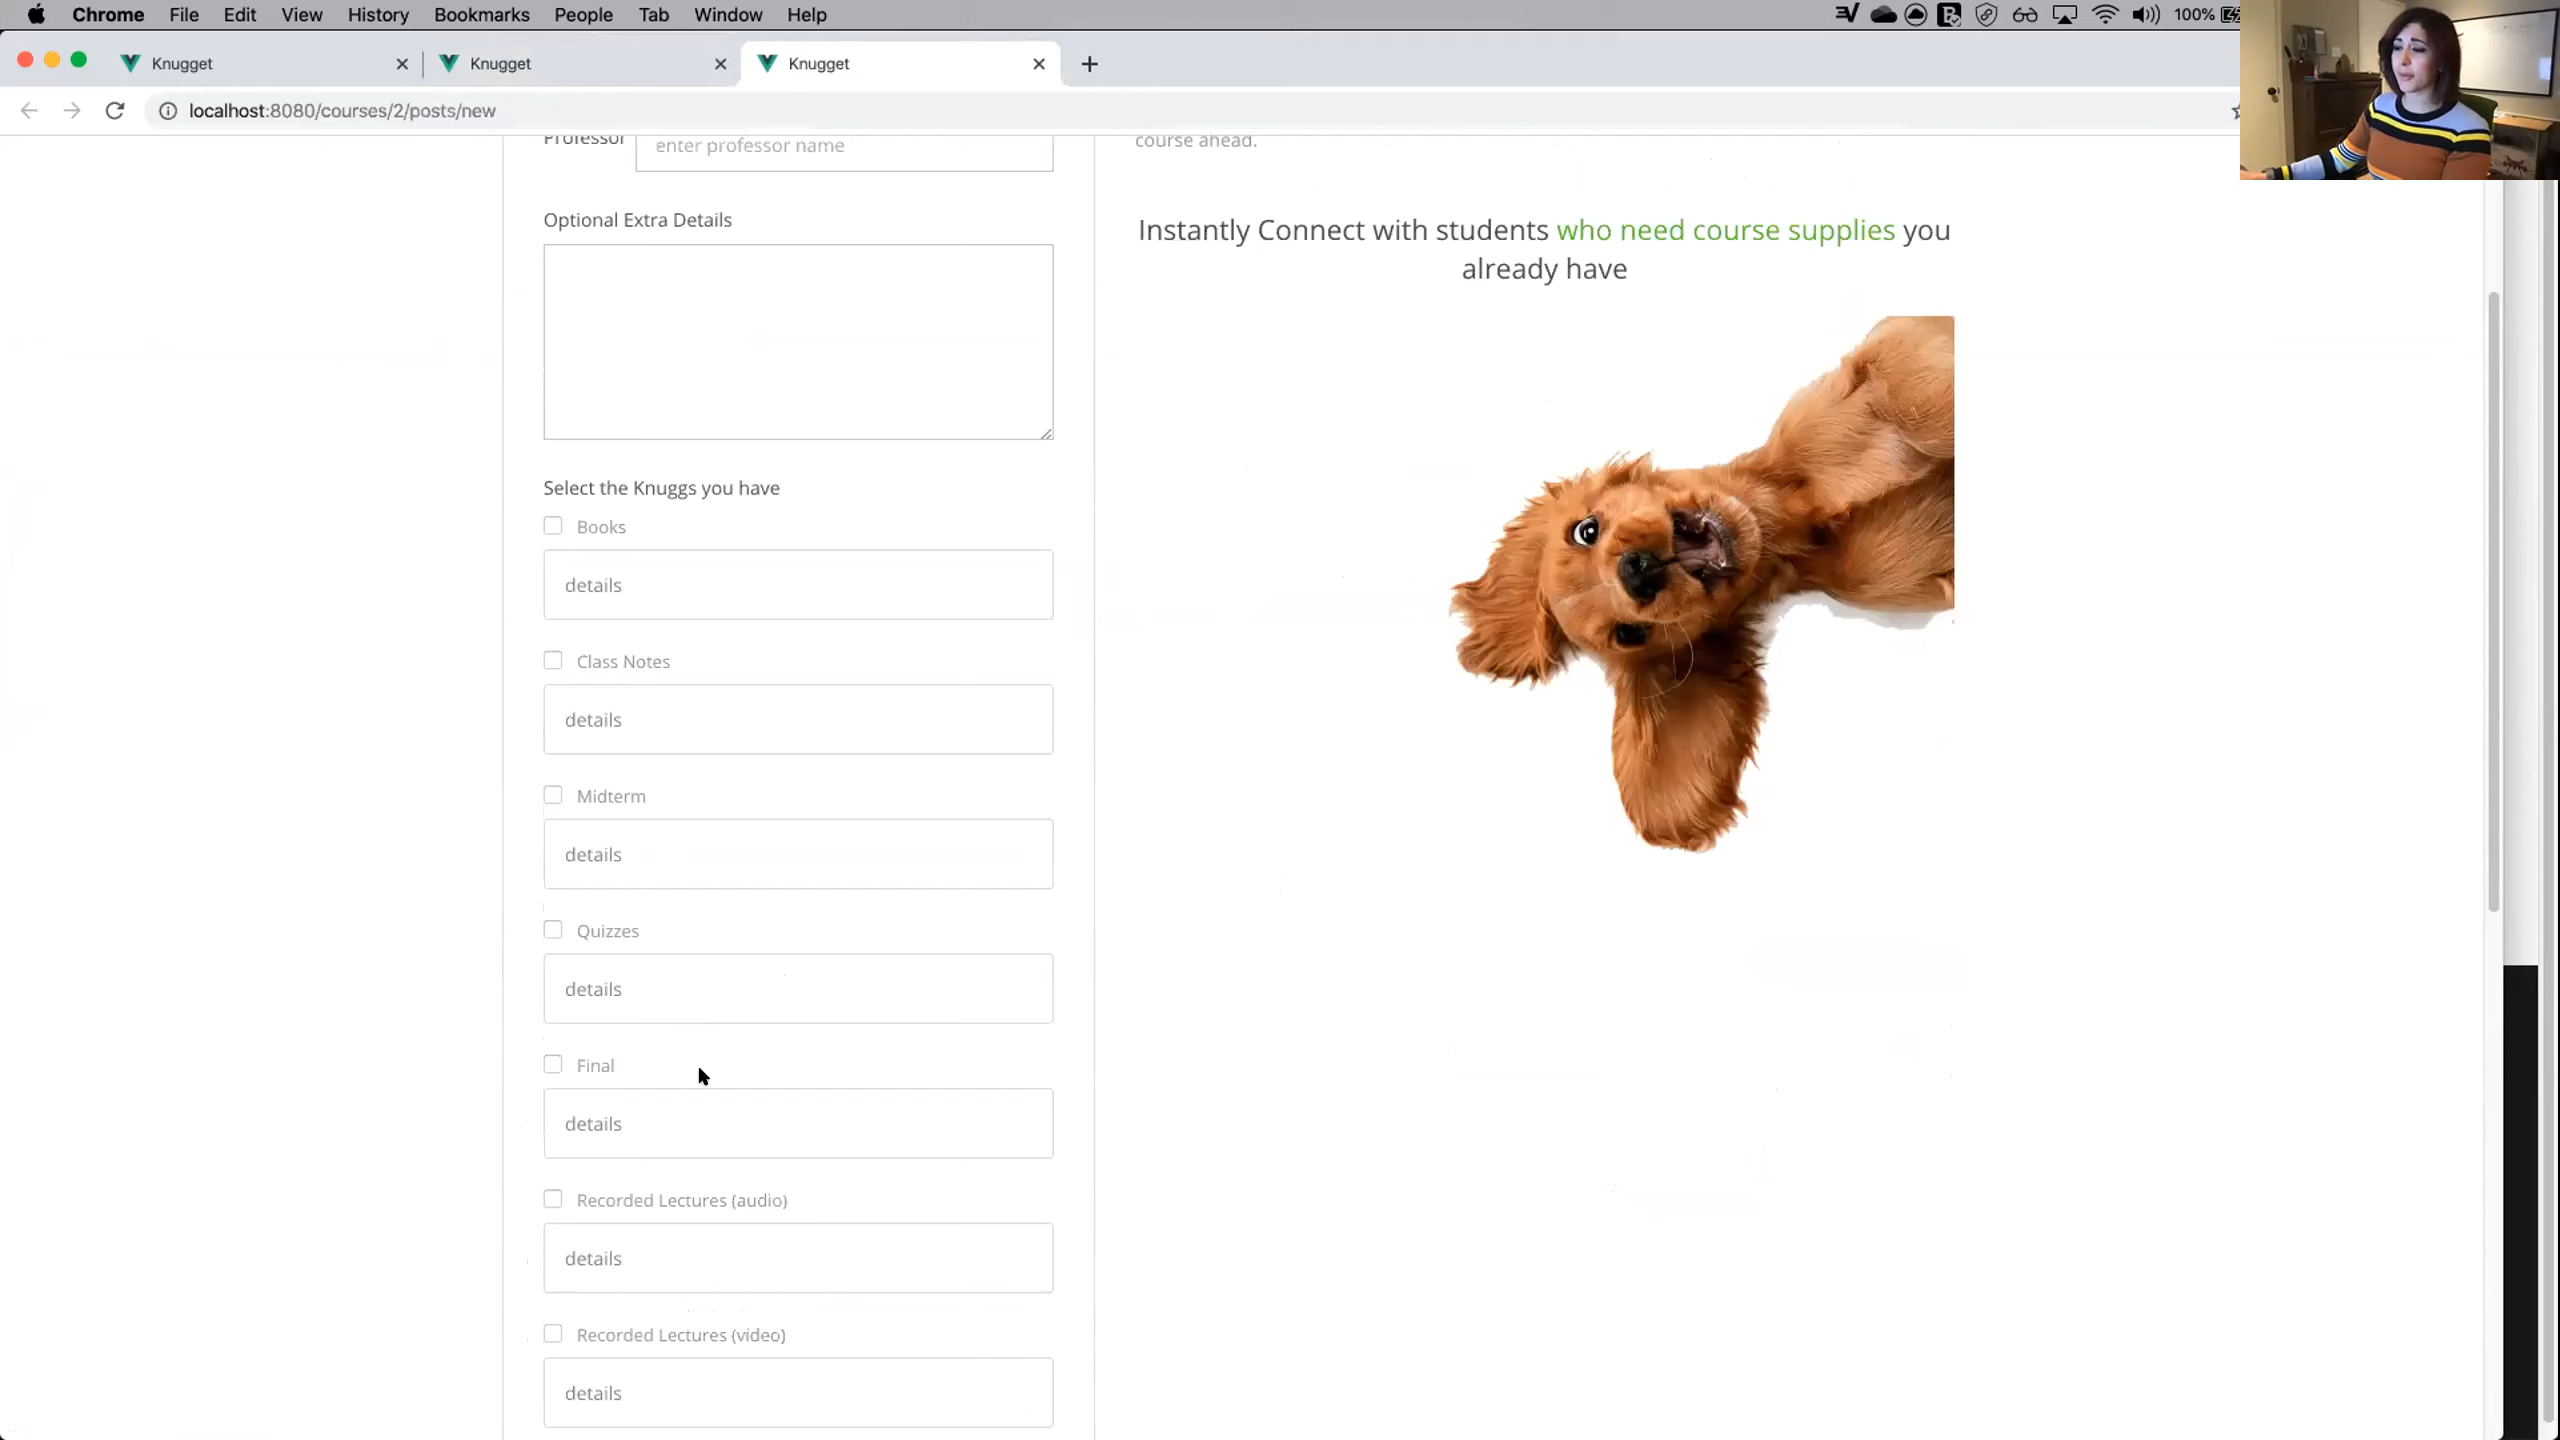 Chrome File Edit View History Bookmarks People Tab Window Help
100%
Knugget
Knugget
Knugget
localhost:8080/courses/2/posts/new
Professor
enter professor name
Optional Extra Details
Select the Knuggs you have
Books
details
Class Notes
details
Midterm
details
Quizzes
details
Final
details
Recorded Lectures (audio)
details
Recorded Lectures (video)
details
course ahead.
Instantly Connect with students who need course supplies you
already have